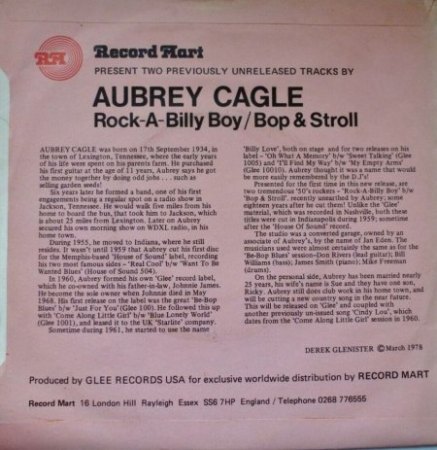 RM
Record Mart
PRESENT TWO PREVIOUSLY UNRELEASED TRACKS BY
AUBREY CAGLE
Rock-A-Billy Boy/Bop & Stroll
AUBREY CAGLE was born on 17th September 1934, in
the town of Lexington, Tennessee, where the early years
of his life were spent on his parents farm. He purchased
his first guitar at the age of 11 years, Aubrey says he got
the money together by doing odd jobs . . . such as
selling garden seeds!
Six years later he formed a band, one of his first
engagements being a regular spot on a radio show in
Jackson, Tennessee. He would walk five miles from his
home to board the bus, that took him to Jackson, which
is about 25 miles from Lexington. Later on Aubrey
secured his own morning show on WDXL radio, in his
home town.
During 1955, he moved to Indiana, where he still
resides. It wasn't until 1959 that Aubrey cut his first disc
for the Memphis-based 'House of Sound' label, recording
his two most famous sides – 'Real Cool' b/w 'Want To Be
Wanted Blues' (House of Sound 504).
In 1960, Aubrey formed his own 'Glee' record label,
which he co-owned with his father-in-law, Johnnie James.
He become the sole owner when Johnnie died in May
1968. His first release on the label was the great 'Be-Bop
Blues' b/w 'Just For You' (Glee 100). He followed this up
with 'Come Along Little Girl' b/w 'Blue Lonely World'
(Glee 1001), and leased it to the UK 'Starlite' company.
Sometime during 1961, he started to use the name
'Billy Love', both on stage and for two releases on his
label – 'Oh What A Memory' b/w 'Sweet Talking' (Glee
1005) and 'I'll Find My Way' b/w 'My Empty Arms'
(Glee 10010). Aubrey thought it was a name that would
be more easily remembered by the D.J's!
Presented for the first time in this new release, are
two tremendous '50's rockers - 'Rock-A-Billy Boy' b/w
'Bop & Stroll', recently unearthed by Aubrey; some
eighteen years after he cut them! Unlike the 'Glee'
material, which was recorded in Nashville, both these
titles were cut in Indianapolis during 1959; sometime
after the 'House Of Sound' record.
The studio was a converted garage, owned by an
associate of Aubrey's, by the name of Jan Eden. The
musicians used were almost certainly the same as for the
'Be-Bop Blues' session-Don Rivers (lead guitar); Bill
Williams (bass); James Smith (piano); Mike Freeman
(drums).
On the personal side, Aubrey has been married nearly
25 years, his wife's name is Sue and they have one son,
Ricky. Aubrey still does club work in his home town, and
will be cutting a new country song in the near future.
This will be released on 'Glee' and coupled with
another previously un-issued song 'Cindy Lou', which
dates from the 'Come Along Little Girl' session in 1960.
DEREK GLENISTER © March 1978
Produced by GLEE RECORDS USA for exclusive worldwide distribution by RECORD MART
Record Mart 16 London Hill Rayleigh Essex SS6 7HP England / Telephone 0268 776555